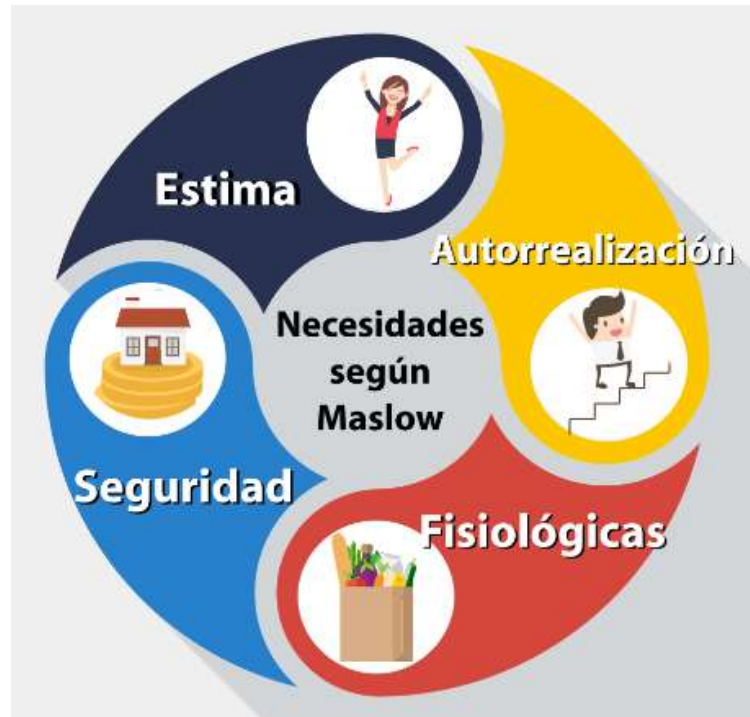 Estima
Autorrealización
Necesidades
según
Maslow
Seguridad
Fisiológicas